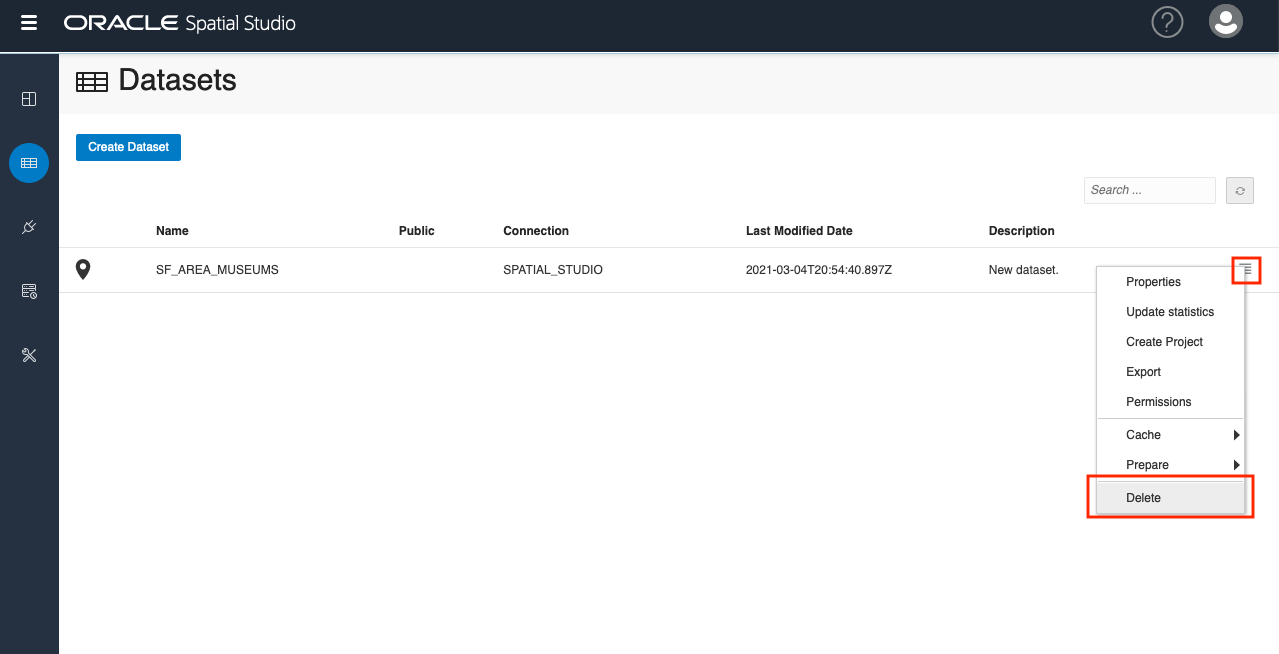 ORACLE Spatial Studio
?
Datasets
Create Dataset
Search ...
Name Public Connection Last Modified Date Description
SF_AREA_MUSEUMS SPATIAL_STUDIO 2021-03-04T20:54:40.897Z New dataset.
Properties
Update statistics
Create Project
Export
Permissions
Cache
Prepare
Delete